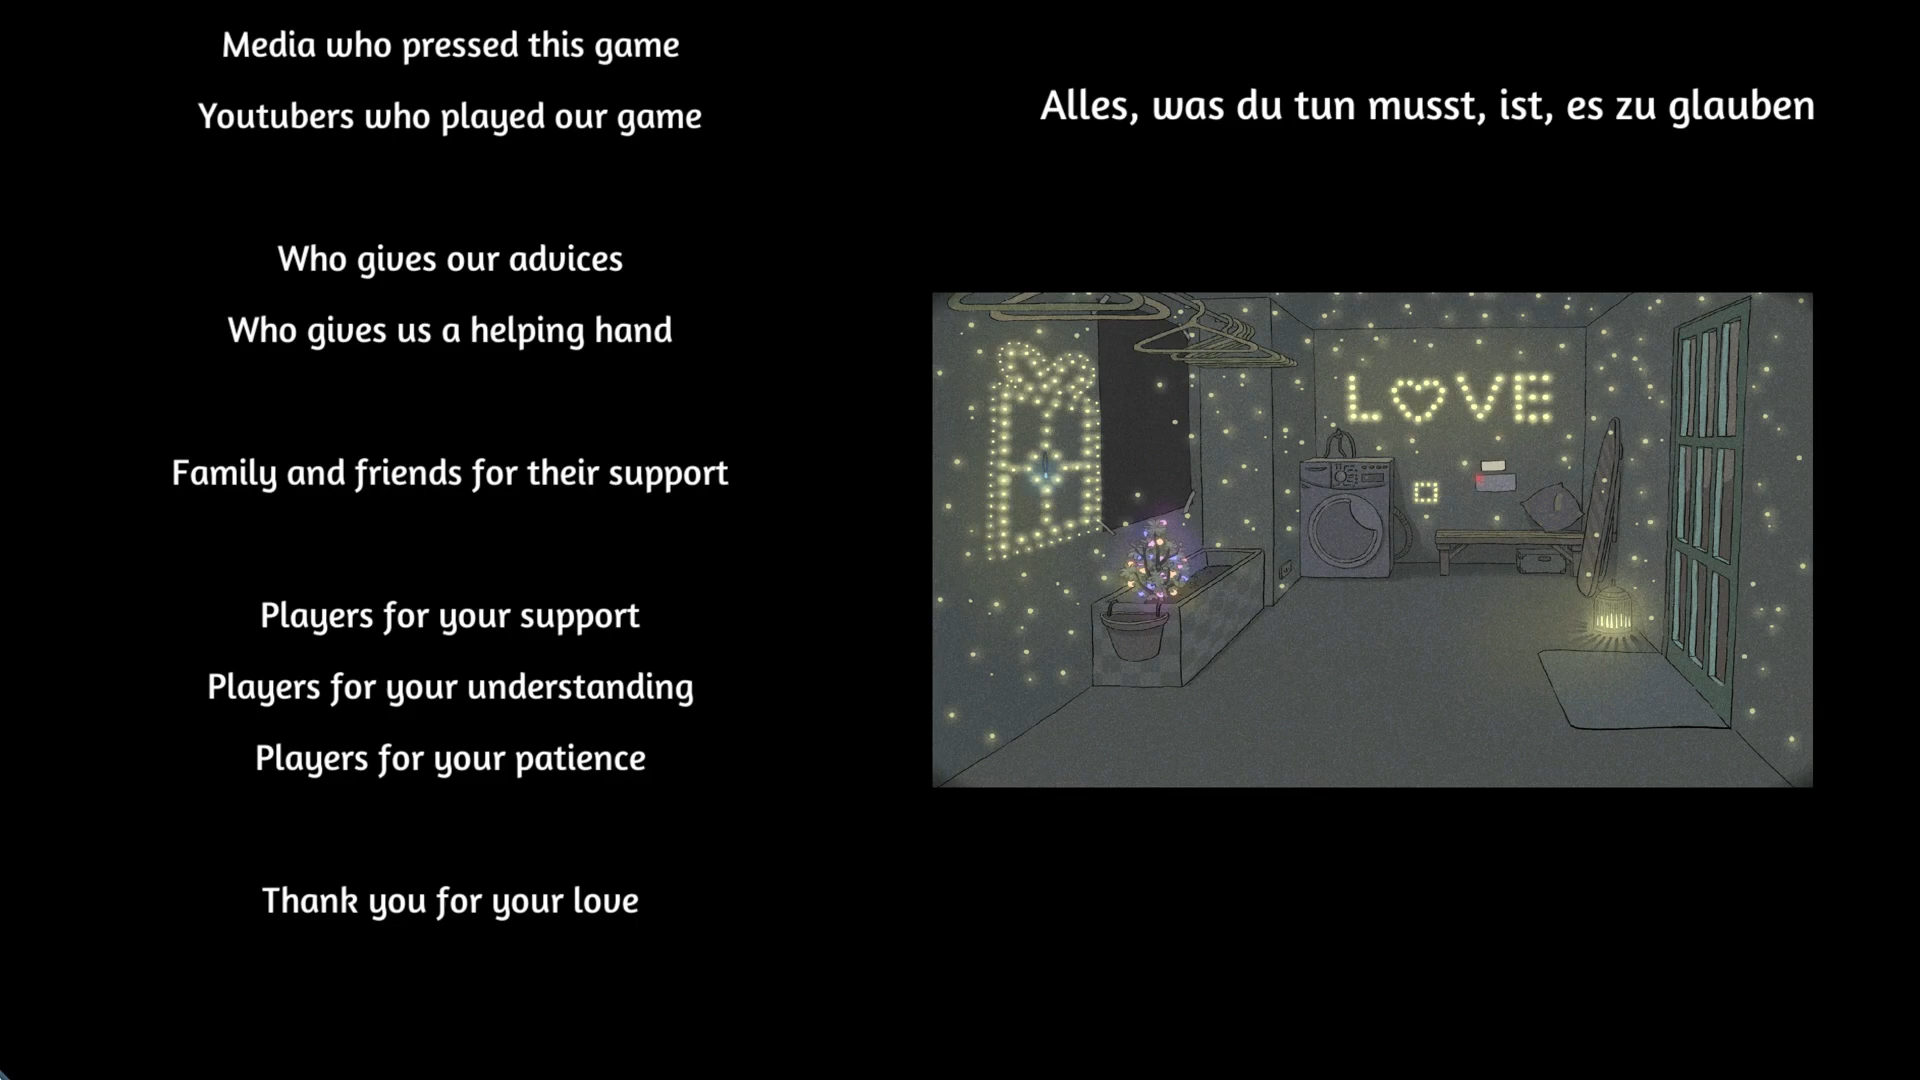 Media who pressed this game
Youtubers who played our game
Who gives our advices
Who gives us a helping hand
Family and friends for their support
Players for your support
Players for your understanding
Players for your patience
Thank you for your love
Alles, was du tun musst, ist, es zu glauben
LOVE